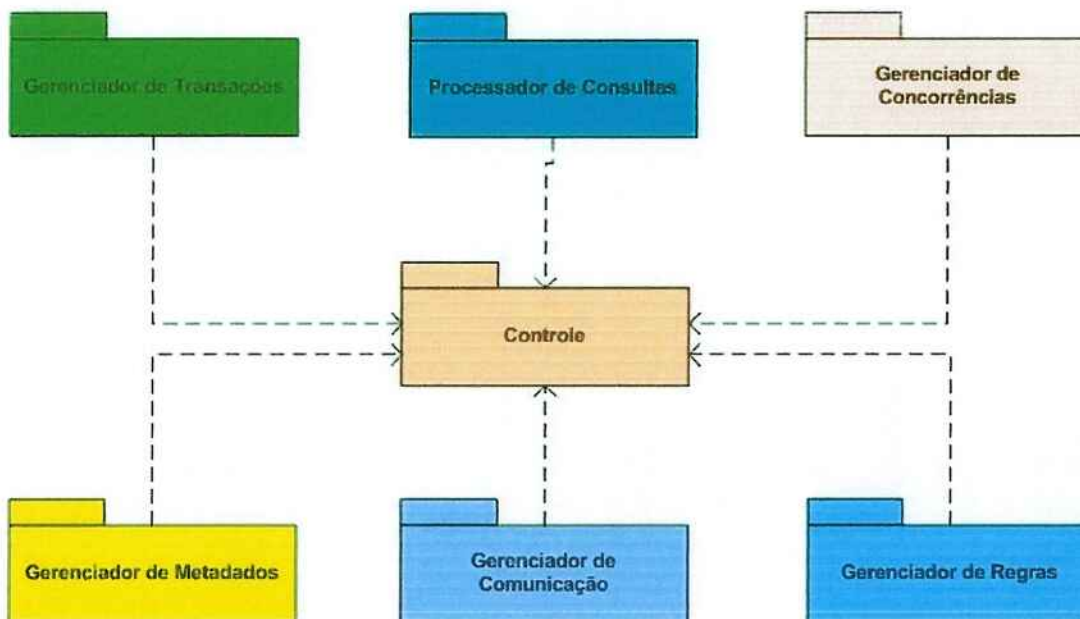 Gerenciador de Transações
Processador de Consultas
Gerenciador de
Concorrências
Controle
Gerenciador de Metadados
Gerenciador de
Comunicação
Gerenciador de Regras